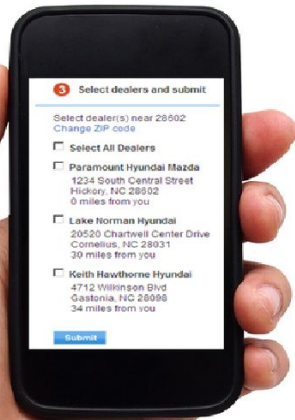 3 Select dealers and submit
Select dealer(s) near 28602
Change ZIP code
Select All Dealers
Paramount Hyundai Mazda
1234 South Central Street
Hickory, NC 28602
0 miles from you
Lake Norman Hyundai
20520 Chartwell Center Drive
Cornelius, NC 28031
30 miles from you
Keith Hawthorne Hyundai
4712 Wilkinson Blvd
Gastonia, NC 28098
34 miles from you
Submit